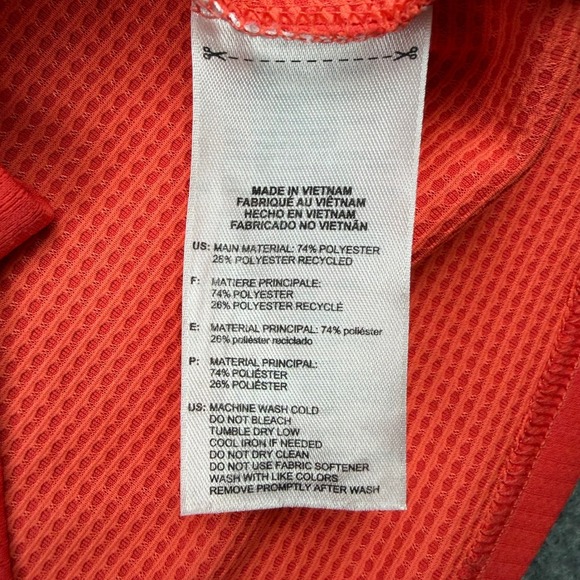 MADE IN VIETNAM
FABRIQUÉ AU VIÊTNAM
HECHO EN VIETNAM
FABRICADO NO VIETNÃN
US: MAIN MATERIAL: 74% POLYESTER
26% POLYESTER RECYCLED
F: MATIERE PRINCIPALE:
74% POLYESTER
26% POLYESTER RECYCLÉ
E: MATERIAL PRINCIPAL: 74% poliéster
26% poliéster reciclado
P: MATERIAL PRINCIPAL:
74% POLIÉSTER
26% POLIÉSTER
US: MACHINE WASH COLD
DO NOT BLEACH
TUMBLE DRY LOW
COOL IRON IF NEEDED
DO NOT DRY CLEAN
DO NOT USE FABRIC SOFTENER
WASH WITH LIKE COLORS
REMOVE PROMPTLY AFTER WASH